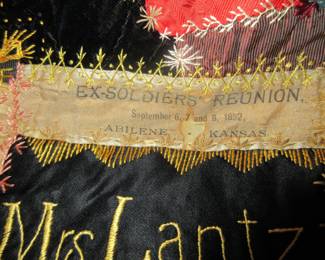 EX-SOLDIERS' REUNION,
September 6, 7 and 8, 1892,
ABILENE KANSAS
Mrs Lantz